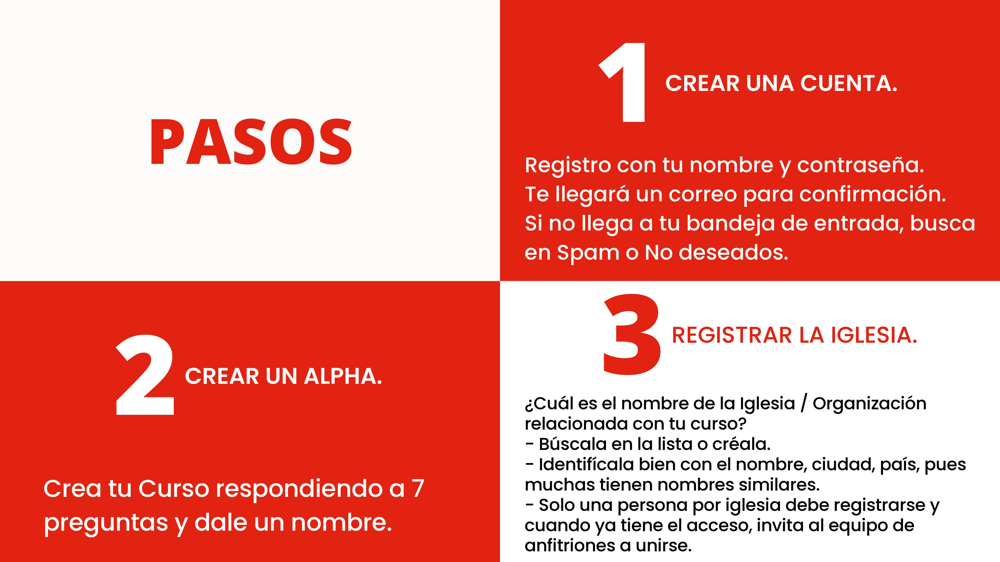 PASOS
1
CREAR UNA CUENTA.
Registro con tu nombre y contraseña.
Te llegará un correo para confirmación.
Si no llega a tu bandeja de entrada, busca
en Spam o No deseados.
2
CREAR UN ALPHA.
Crea tu Curso respondiendo a 7
preguntas y dale un nombre.
3
REGISTRAR LA IGLESIA.
¿Cuál es el nombre de la Iglesia / Organización
relacionada con tu curso?
- Búscala en la lista o créala.
- Identifícala bien con el nombre, ciudad, país, pues
muchas tienen nombres similares.
- Solo una persona por iglesia debe registrarse y
cuando ya tiene el acceso, invita al equipo de
anfitriones a unirse.